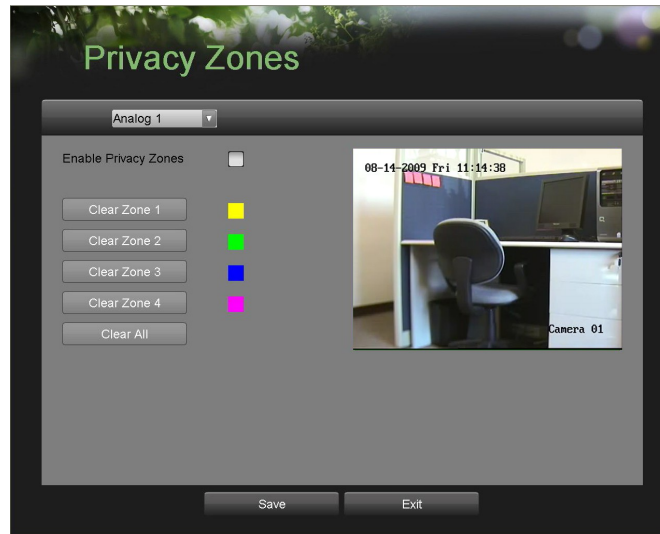 Privacy Zones
Analog 1
Enable Privacy Zones
08-14-2009 Fri 11:14:38
Clear Zone 1
Clear Zone 2
Clear Zone 3
Clear Zone 4
Camera 01
Clear All
Save
Exit